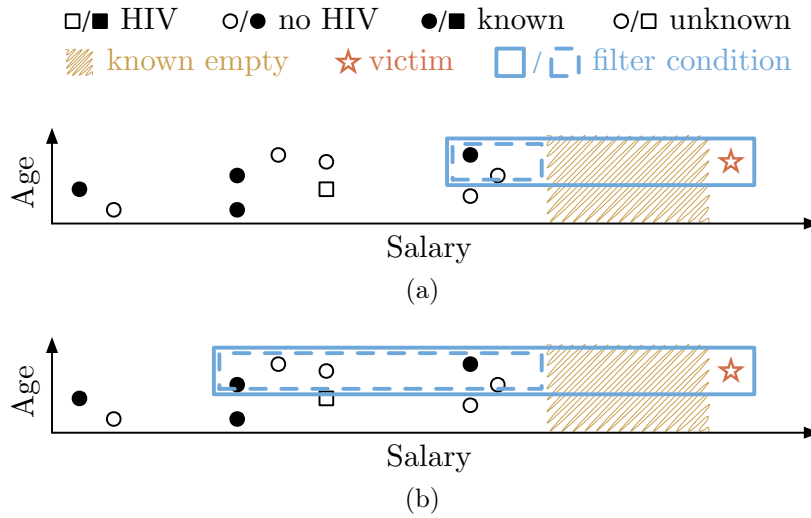 □/■ HIV ○/● no HIV ●/■ known ○/□ unknown
known empty ☆ victim □/ filter condition
Age
Salary
(a)
Age
Salary
(b)